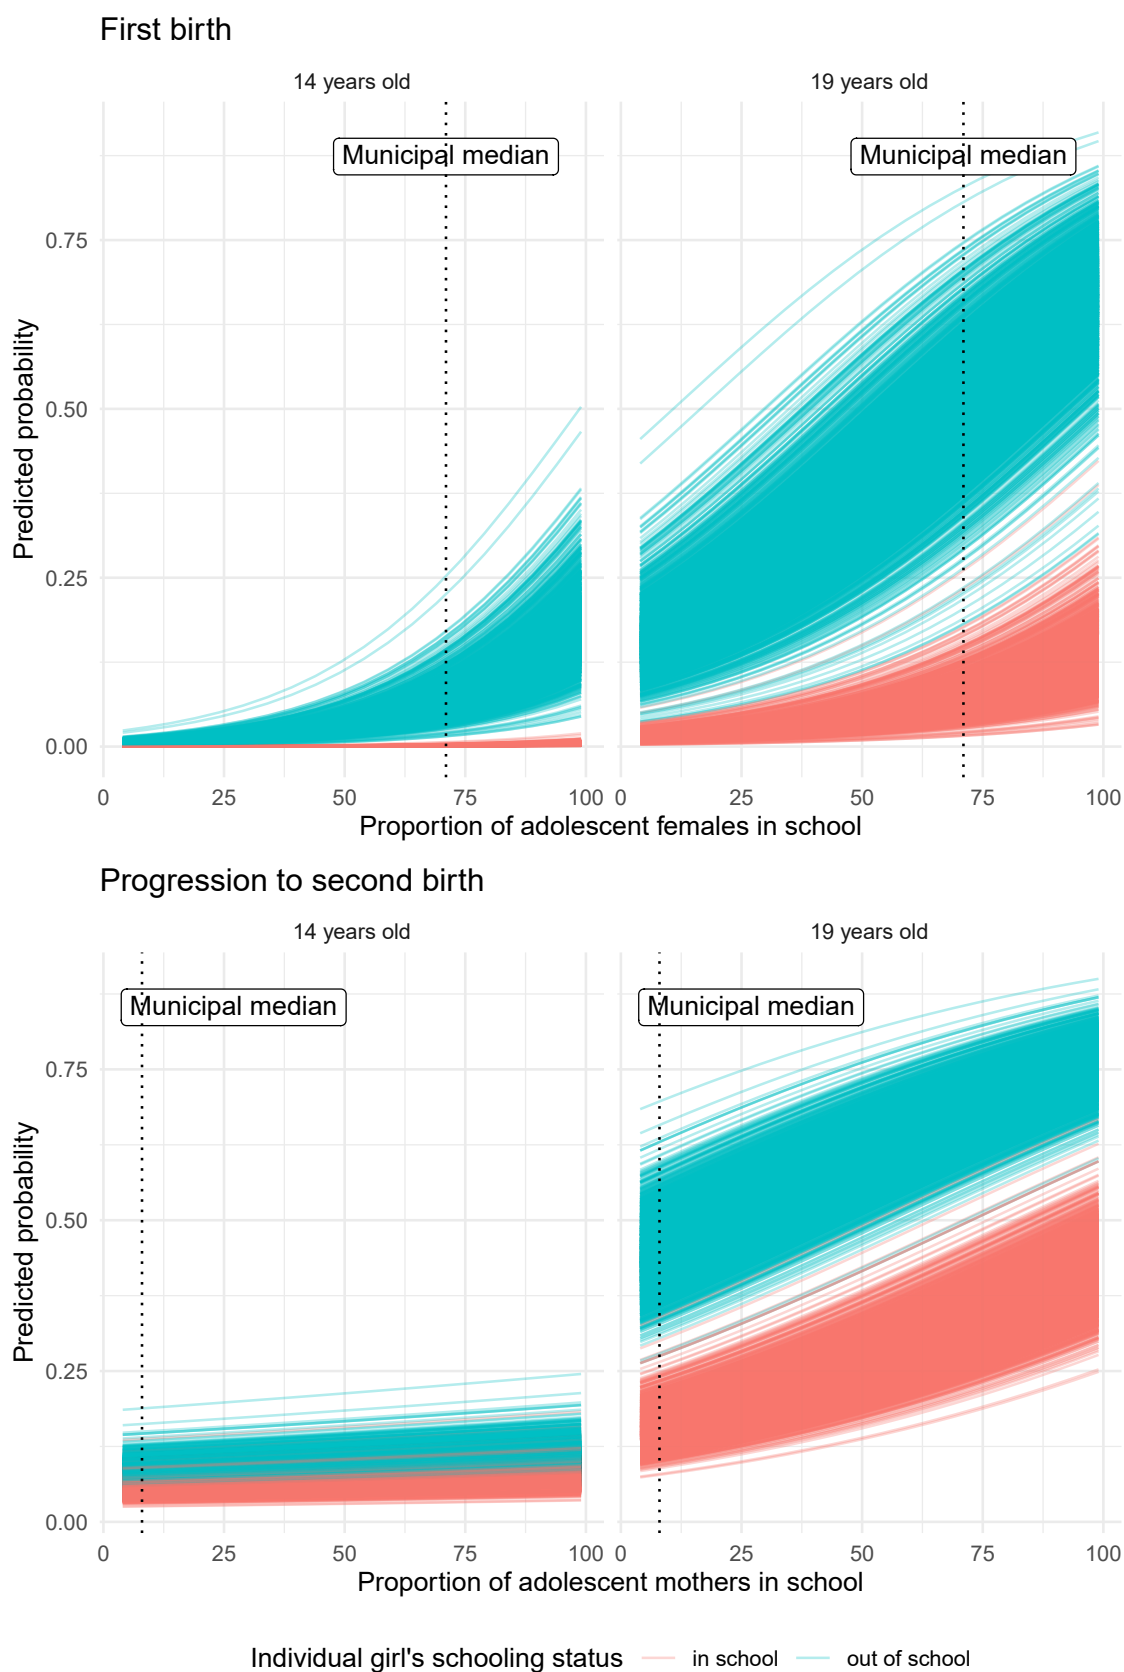 First birth
14 years old 19 years old
Municipal median Municipal median
0.75
0.50
0.25
0.00
Predicted probability
0 25 50 75 100 0 25 50 75 100
Proportion of adolescent females in school
Progression to second birth
14 years old 19 years old
Municipal median Municipal median
0.75
0.50
0.25
0.00
Predicted probability
0 25 50 75 100 0 25 50 75 100
Proportion of adolescent mothers in school
Individual girl's schooling status in school out of school